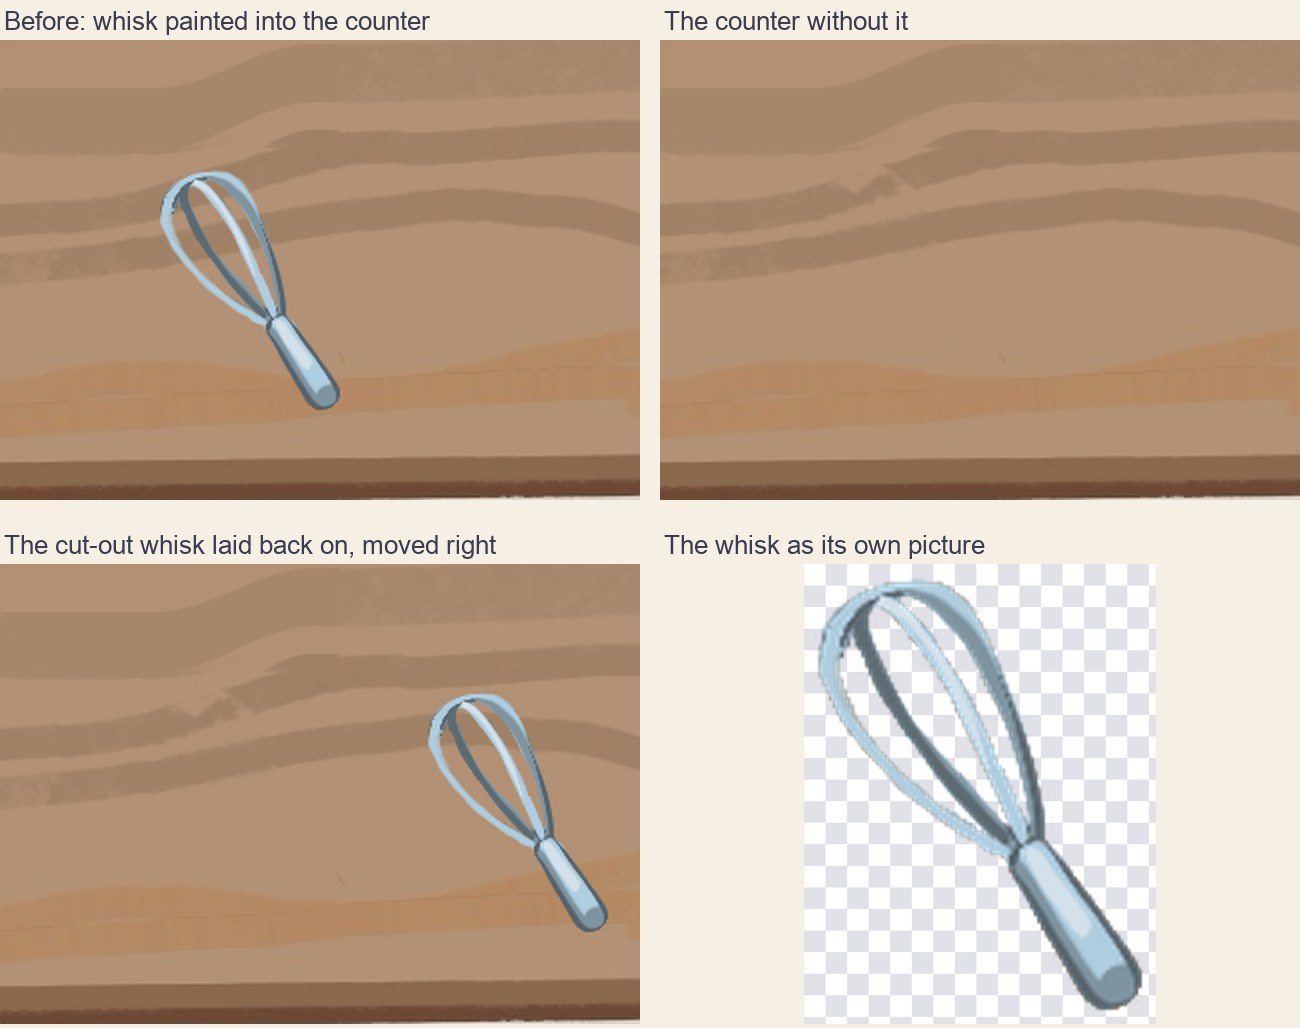 Before: whisk painted into the counter
The counter without it
The cut-out whisk laid back on, moved right
The whisk as its own picture